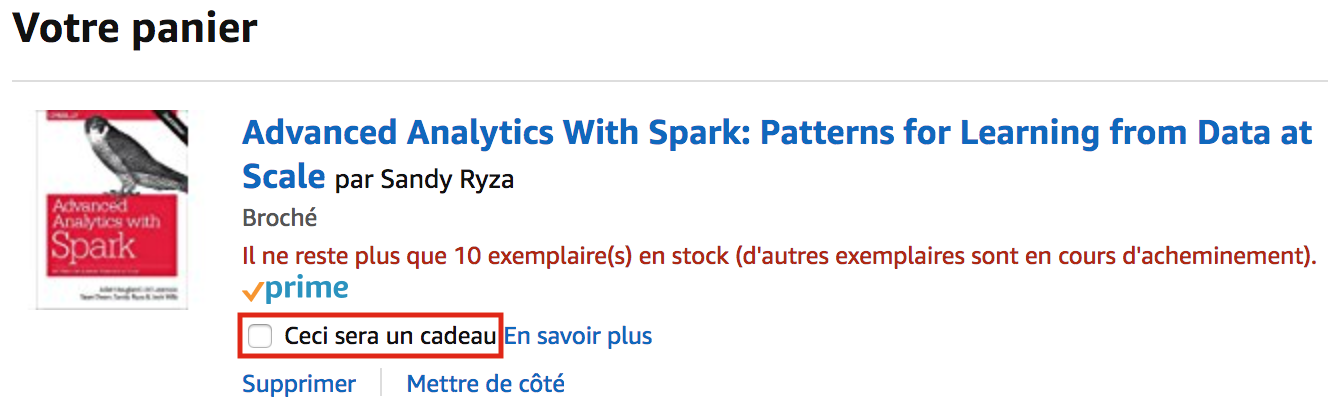 Votre panier
O'REILLY
Advanced
Analytics with
Spark
Advanced Analytics With Spark: Patterns for Learning from Data at
Scale par Sandy Ryza
Broché
Il ne reste plus que 10 exemplaire(s) en stock (d'autres exemplaires sont en cours d'acheminement).
prime
Ceci sera un cadeau En savoir plus
Supprimer
Mettre de côté